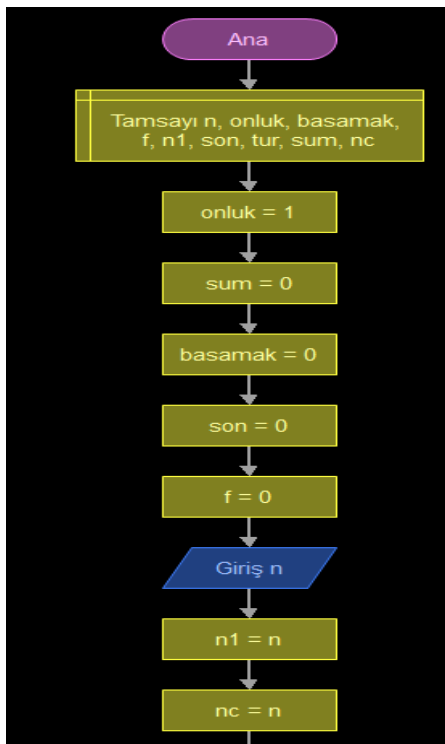 Ana
Tamsayı n, onluk, basamak,
f, n1, son, tur, sum, nc
onluk = 1
sum = 0
basamak = 0
son = 0
f = 0
Giriş n
n1 = n
nc = n